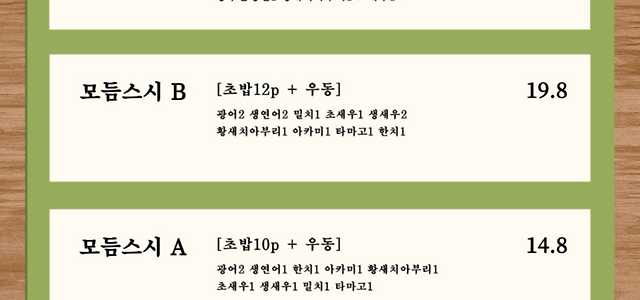 모듬스시 B
[초밥12p + 우동]
19.8
광어2 생연어2 밀치1 초새우1 생새우2
황새치아부리1 아카미1 타마고1 한치1
모듬스시 A
[초밥10p + 우동]
14.8
광어2 생연어1 한치1 아카미1 황새치아부리1
초새우1 생새우1 밀치1 타마고1